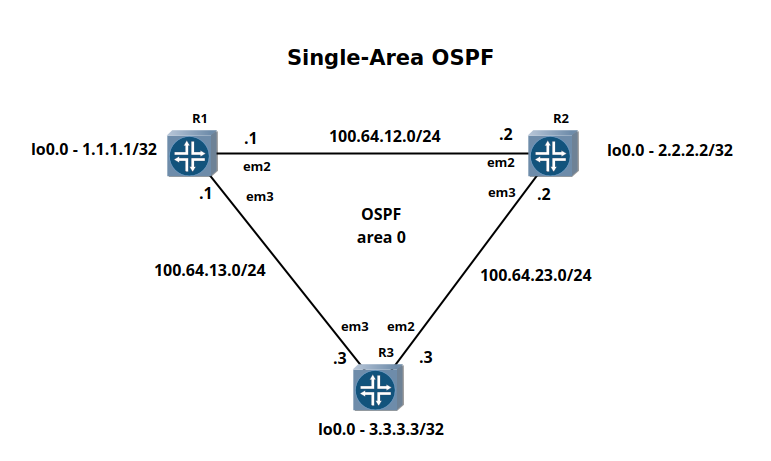 Single-Area OSPF
R1
R2
lo0.0 - 1.1.1.1/32
.1
100.64.12.0/24
.2
lo0.0 - 2.2.2.2/32
em2
em2
.1
em3
em3
.2
OSPF
area 0
100.64.13.0/24
100.64.23.0/24
em3
em2
.3
R3
.3
lo0.0 - 3.3.3.3/32